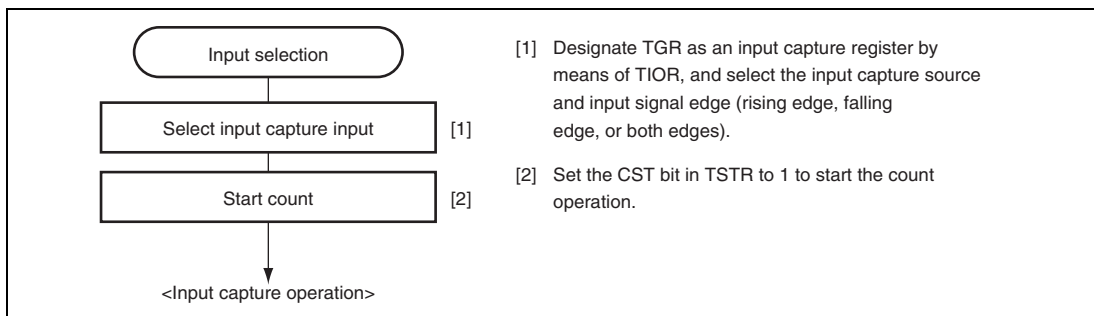 Input selection
Select input capture input
[1]
Start count
[2]
<Input capture operation>
[1] Designate TGR as an input capture register by
means of TIOR, and select the input capture source
and input signal edge (rising edge, falling
edge, or both edges).
[2] Set the CST bit in TSTR to 1 to start the count
operation.